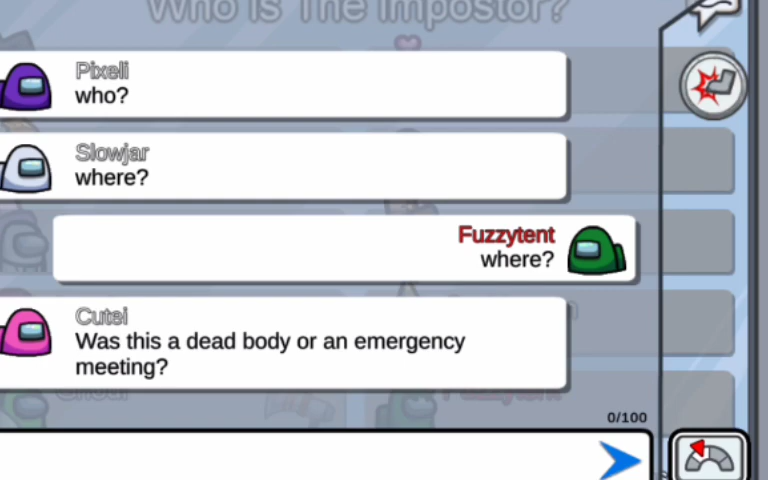 Who Is The Impostor?
Pixeli
who?
Slowjar
where?
Fuzzytent
where?
Cutei
Was this a dead body or an emergency
meeting?
0/100